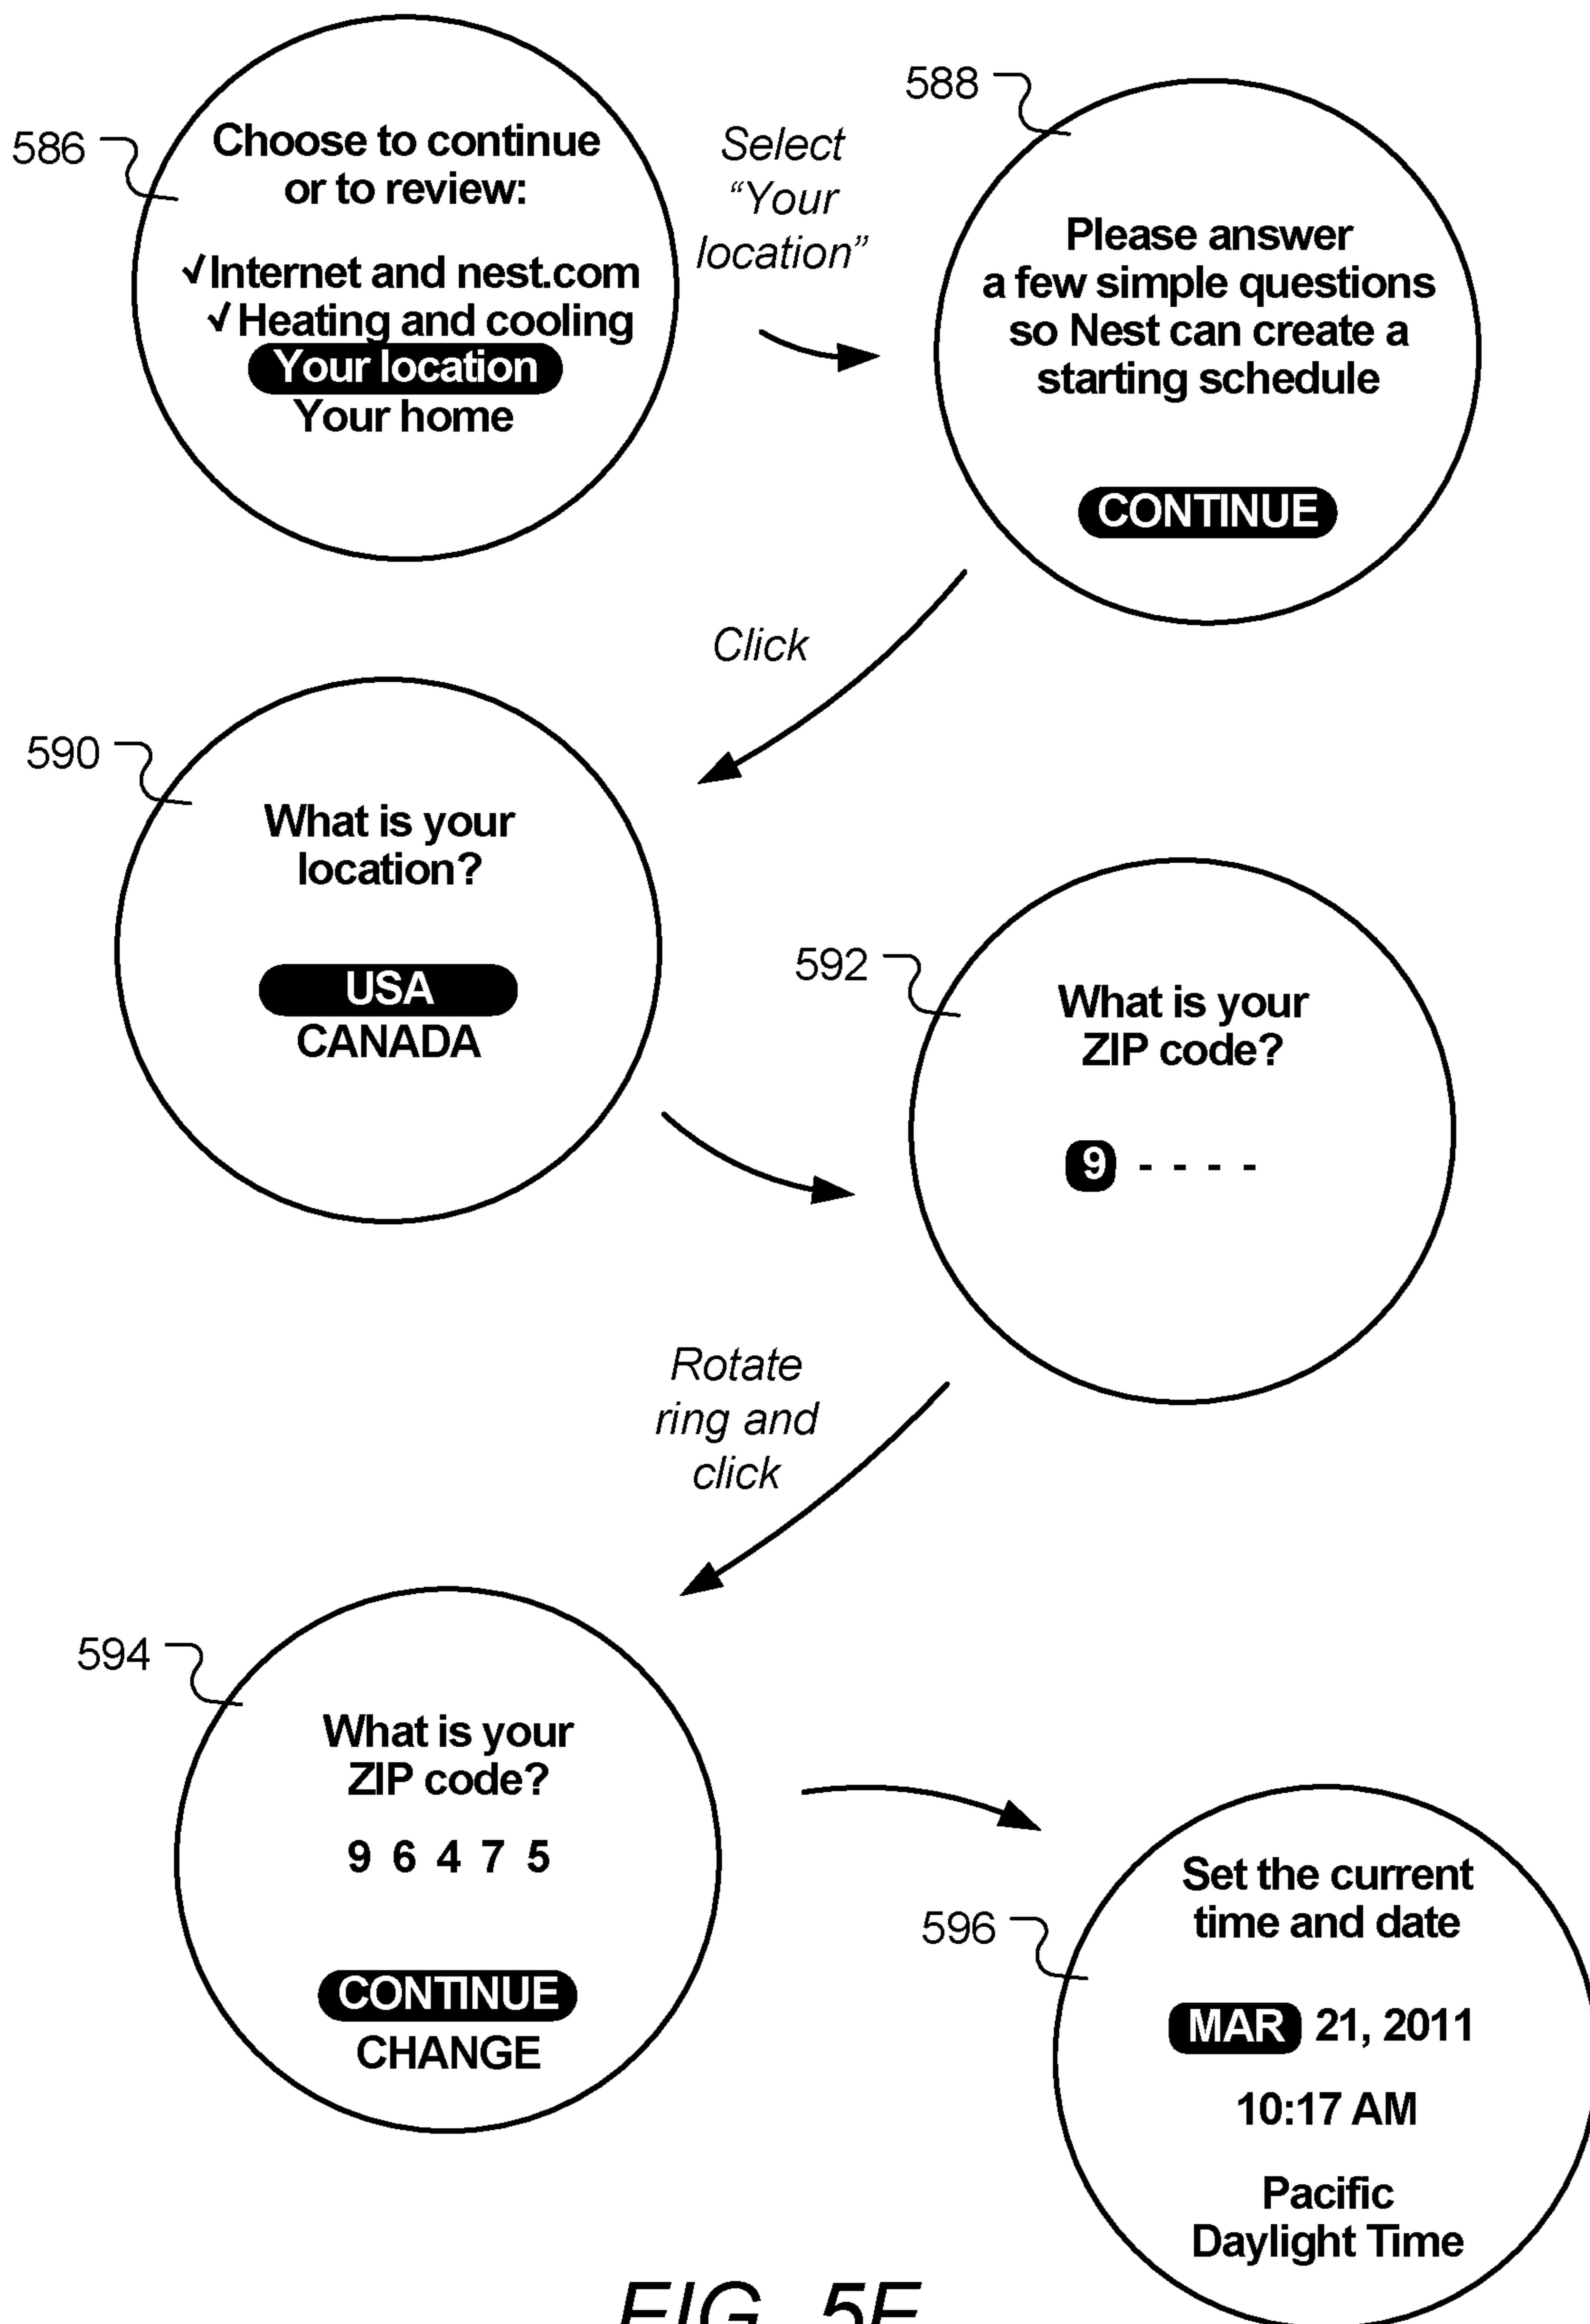 586
Choose to continue
or to review:
√Internet and nest.com
√Heating and cooling
Your location
Your home
Select
“Your
location”
588
Please answer
a few simple questions
so Nest can create a
starting schedule
CONTINUE
Click
590
What is your
location?
USA
CANADA
592
What is your
ZIP code?
9 - - - -
Rotate
ring and
click
594
What is your
ZIP code?
9 6 4 7 5
CONTINUE
CHANGE
596
Set the current
time and date
MAR 21, 2011
10:17 AM
Pacific
Daylight Time